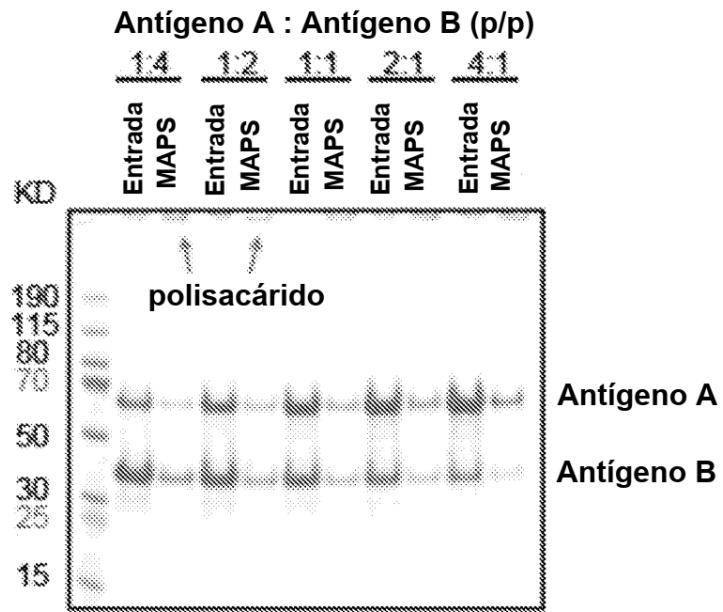 Antígeno A : Antígeno B (p/p)
1:4 1:2 1:1 2:1 4:1
Entrada MAPS Entrada MAPS Entrada MAPS Entrada MAPS Entrada MAPS
KD
polisacárido
190
115
80
70
Antígeno A
50
Antígeno B
30
25
15